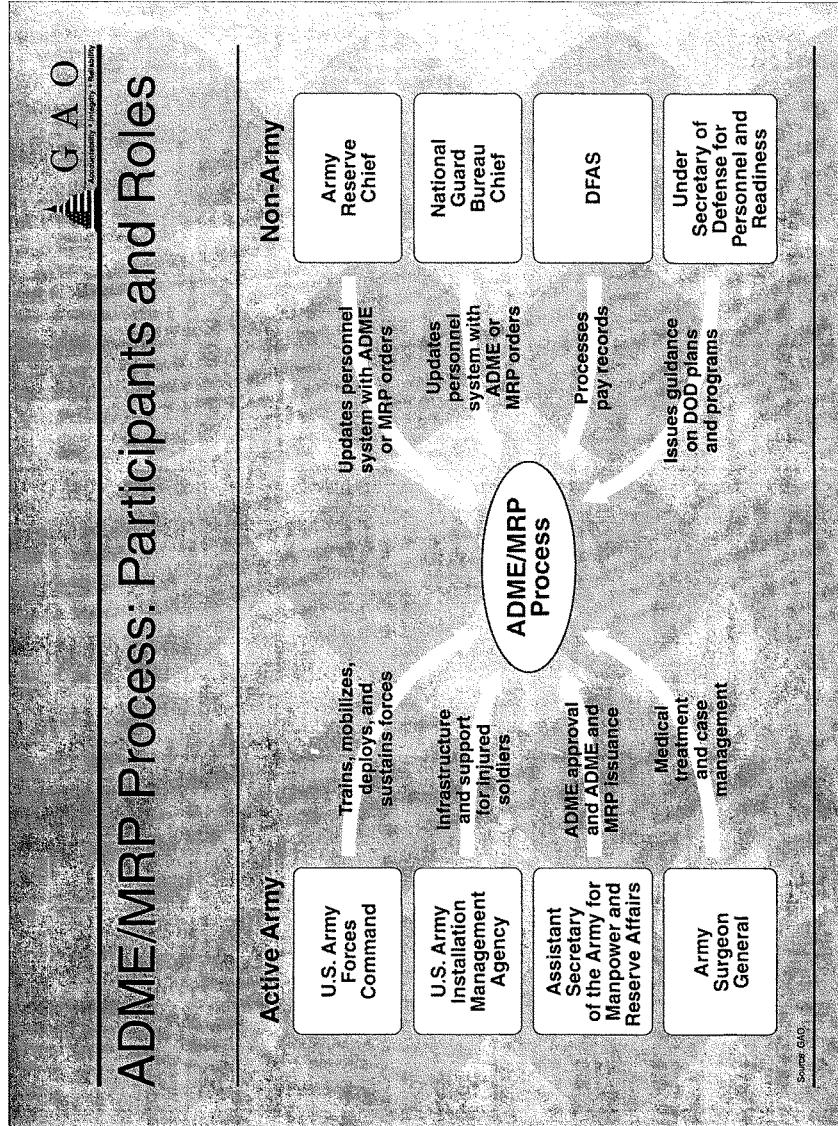 G A O
Accountability * Integrity * Reliability
ADME/MRP Process: Participants and Roles
Active Army
U.S. Army
Forces
Command
U.S. Army
Installation
Management
Agency
Assistant
Secretary
of the Army for
Manpower and
Reserve Affairs
Army
Surgeon
General
Trains, mobilizes,
deploys, and
sustains forces
Infrastructure
and support
for injured
soldiers
ADME approval
and ADME and
MRP issuance
Medical
treatment
and case
management
ADME/MRP
Process
Updates personnel
system with ADME
or MRP orders
Updates
personnel
system with
ADME or
MRP orders
Processes
pay records
Issues guidance
on DOD plans
and programs
Non-Army
Army
Reserve
Chief
National
Guard
Bureau
Chief
DFAS
Under
Secretary of
Defense for
Personnel and
Readiness
Source: GAO.